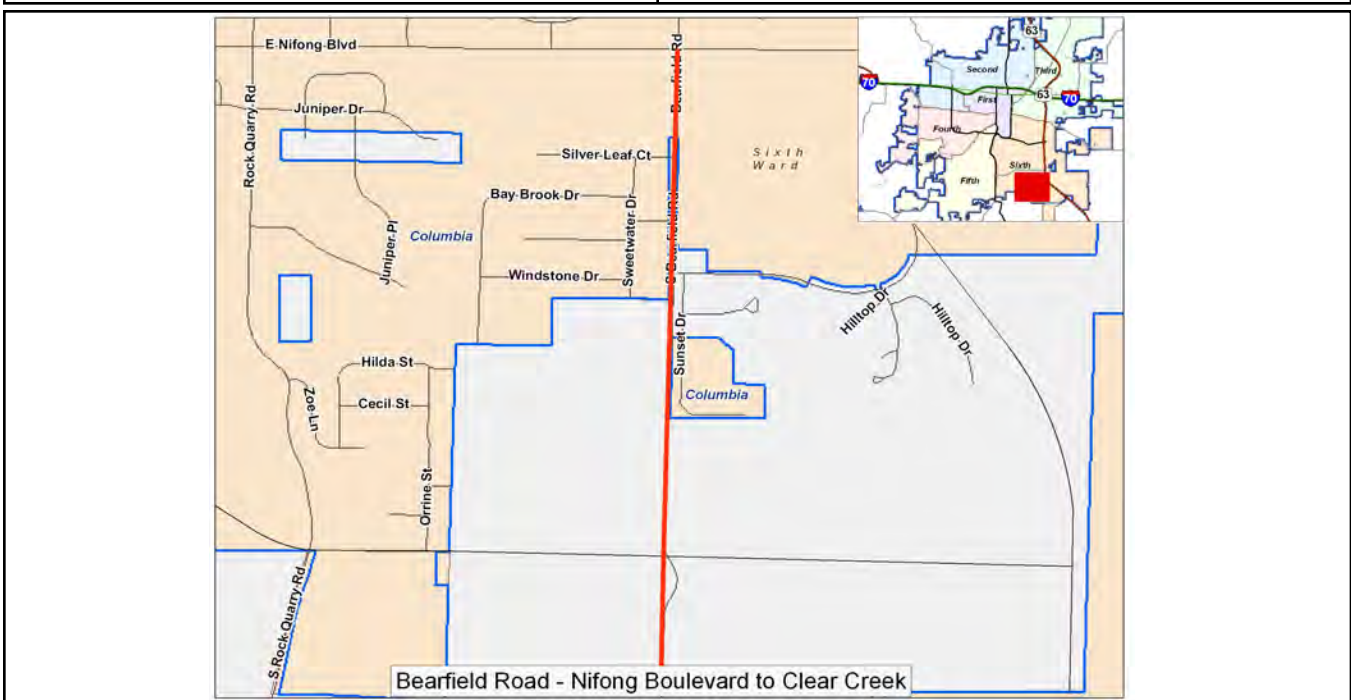 E Nifong Blvd
Bearfield Rd
63
Second
Third
70
63
70
First
Fourth
Sixth
Fifth
Rock Quarry Rd
Juniper Dr
Silver Leaf Ct
Sixth
Ward
Bay Brook Dr
Sweetwater Dr
S Bearfield Rd
Juniper Pl
Columbia
Windstone Dr
Hilltop Dr
Hilltop Dr
Sunset Dr
Hilda St
Zoe Ln
Cecil St
Columbia
Orrine St
S Rock Quarry Rd
Bearfield Road - Nifong Boulevard to Clear Creek